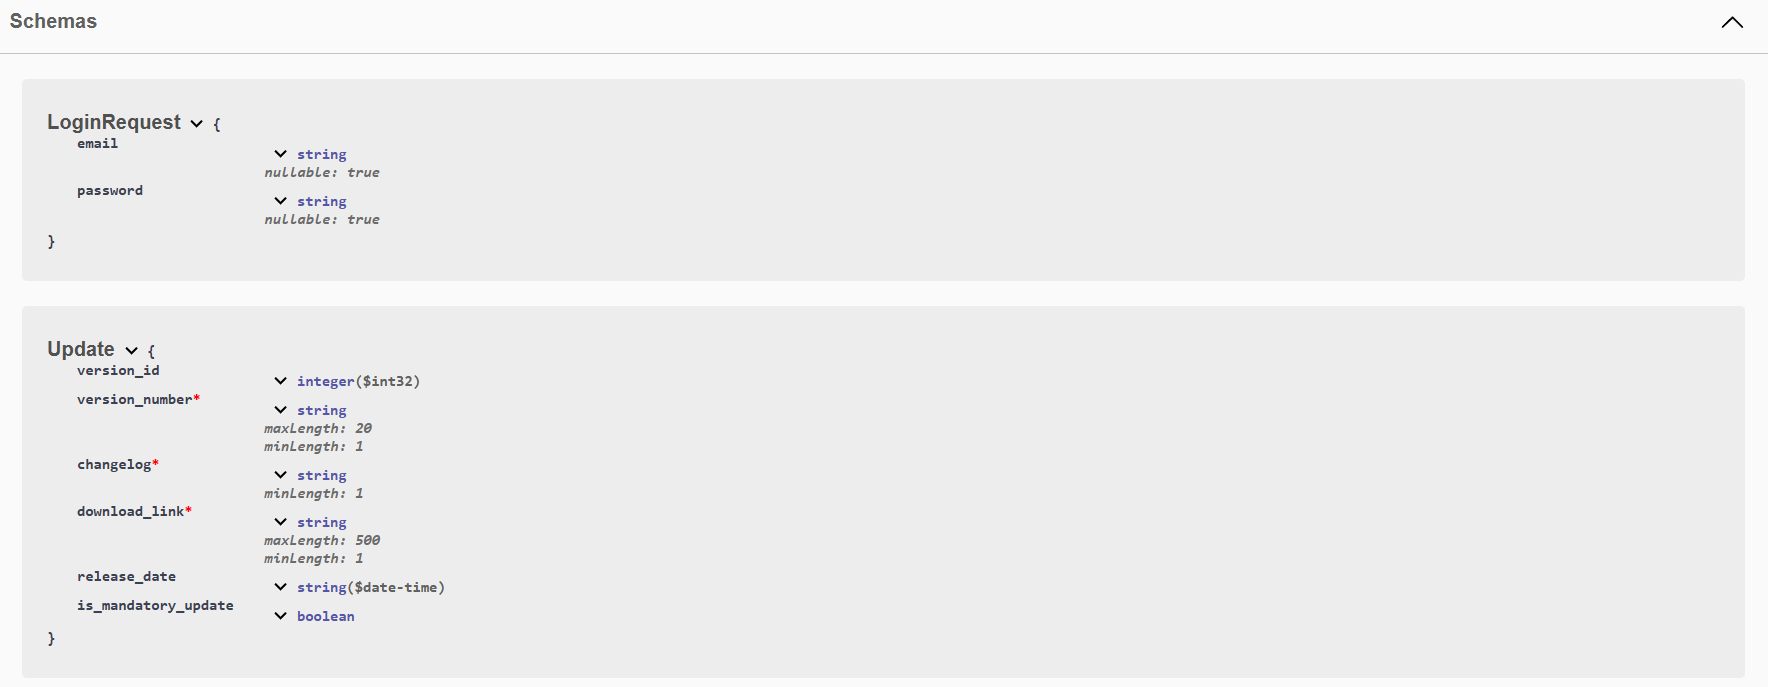 Schemas
LoginRequest {
email
string
nullable: true
password
string
nullable: true
}
Update {
version_id
integer($int32)
version_number*
string
maxLength: 20
minLength: 1
changelog*
string
minLength: 1
download_link*
string
maxLength: 500
minLength: 1
release_date
string($date-time)
is_mandatory_update
boolean
}